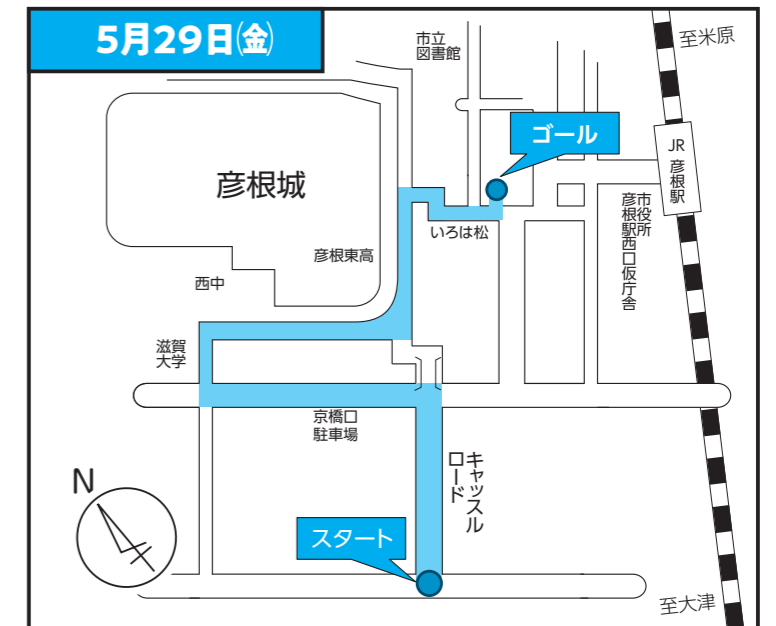 5月29日㈮
市立
図書館
至米原
ゴール
JR
彦根駅
彦根城
市役所
彦根駅西口仮庁舎
いろは松
彦根東高
西中
滋賀
大学
京橋口
駐車場
キャッスル
ロード
N
スタート
至大津